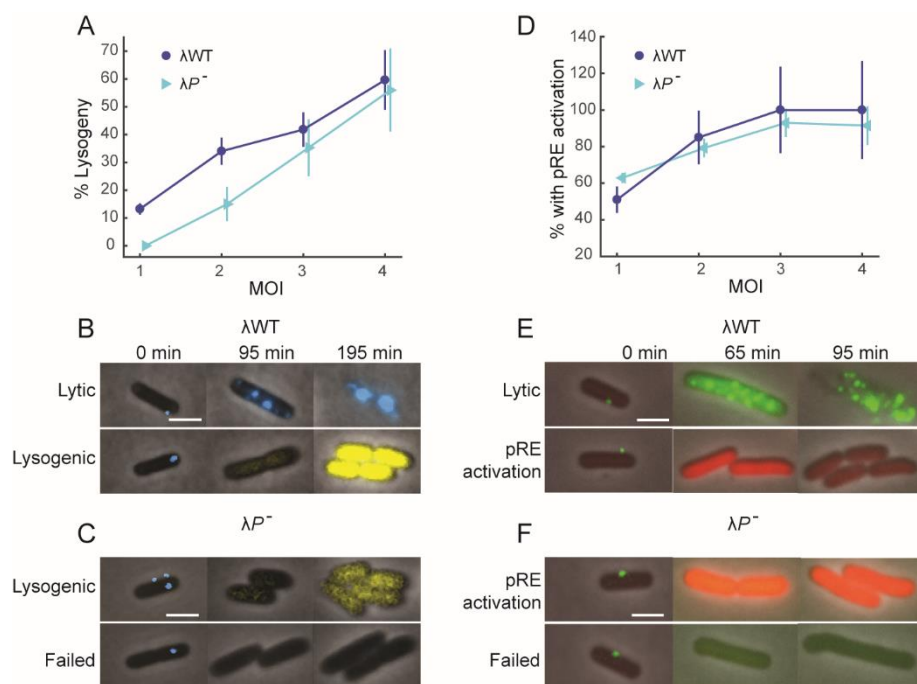 A
% Lysogeny
70
60
50
40
30
20
10
0
1 2 3 4
MOI
λWT
λP⁻
D
% with pRE activation
140
120
100
80
60
40
20
1 2 3 4
MOI
λWT
λP⁻
B
λWT
0 min 95 min 195 min
Lytic
Lysogenic
C
λP⁻
Lysogenic
Failed
E
λWT
0 min 65 min 95 min
Lytic
pRE
activation
F
λP⁻
pRE
activation
Failed